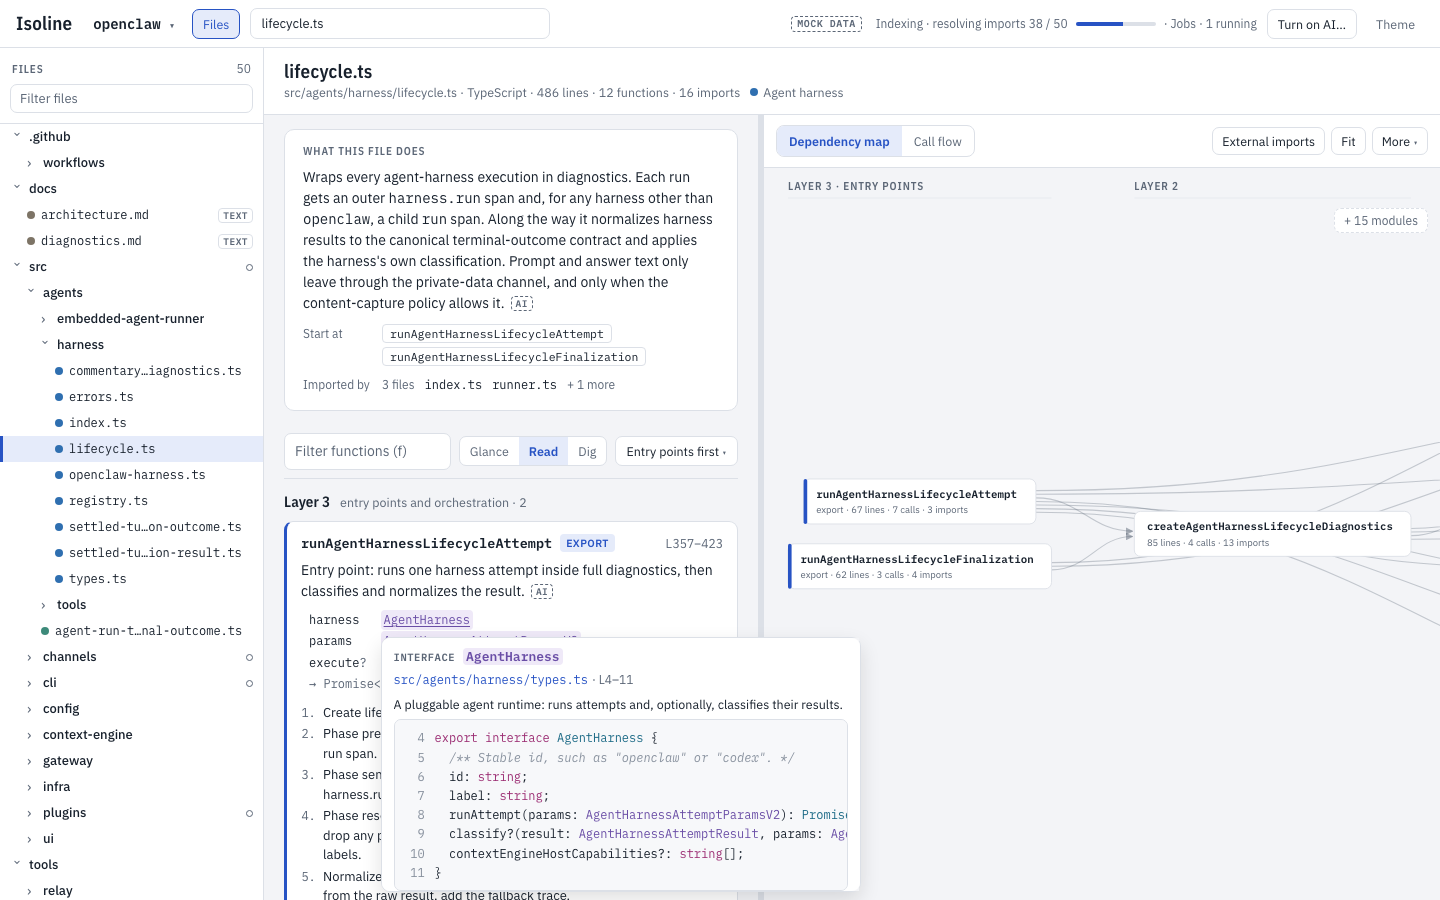 Isoline
openclaw ▾
Files
lifecycle.ts
MOCK DATA
Indexing · resolving imports 38 / 50
· Jobs · 1 running
Turn on AI…
Theme
FILES
50
Filter files
.github
workflows
docs
architecture.md TEXT
diagnostics.md TEXT
src
agents
embedded-agent-runner
harness
commentary…iagnostics.ts
errors.ts
index.ts
lifecycle.ts
openclaw-harness.ts
registry.ts
settled-tu…on-outcome.ts
settled-tu…ion-result.ts
types.ts
tools
agent-run-t…nal-outcome.ts
channels
cli
config
context-engine
gateway
infra
plugins
ui
tools
relay
lifecycle.ts
src/agents/harness/lifecycle.ts · TypeScript · 486 lines · 12 functions · 16 imports
Agent harness
WHAT THIS FILE DOES
Wraps every agent-harness execution in diagnostics. Each run
gets an outer harness.run span and, for any harness other than
openclaw, a child run span. Along the way it normalizes harness
results to the canonical terminal-outcome contract and applies
the harness's own classification. Prompt and answer text only
leave through the private-data channel, and only when the
content-capture policy allows it. AI
Start at
runAgentHarnessLifecycleAttempt
runAgentHarnessLifecycleFinalization
Imported by 3 files index.ts runner.ts + 1 more
Filter functions (f)
Glance
Read
Dig
Entry points first ▾
Layer 3 entry points and orchestration · 2
runAgentHarnessLifecycleAttempt EXPORT L357–423
Entry point: runs one harness attempt inside full diagnostics, then
classifies and normalizes the result. AI
harness AgentHarness
params
execute?
→ Promise<
1. Create life
2. Phase pre
run span.
3. Phase sen
harness.ru
4. Phase res
drop any p
labels.
5. Normalize
from the raw result, add the fallback trace.
INTERFACE AgentHarness
src/agents/harness/types.ts · L4–11
A pluggable agent runtime: runs attempts and, optionally, classifies their results.
4 export interface AgentHarness {
5 /** Stable id, such as "openclaw" or "codex". */
6 id: string;
7 label: string;
8 runAttempt(params: AgentHarnessAttemptParamsV2): Promise
9 classify?(result: AgentHarnessAttemptResult, params: Age
10 contextEngineHostCapabilities?: string[];
11 }
Dependency map
Call flow
External imports
Fit
More ▾
LAYER 3 · ENTRY POINTS
LAYER 2
+ 15 modules
runAgentHarnessLifecycleAttempt
export · 67 lines · 7 calls · 3 imports
runAgentHarnessLifecycleFinalization
export · 62 lines · 3 calls · 4 imports
createAgentHarnessLifecycleDiagnostics
85 lines · 4 calls · 13 imports